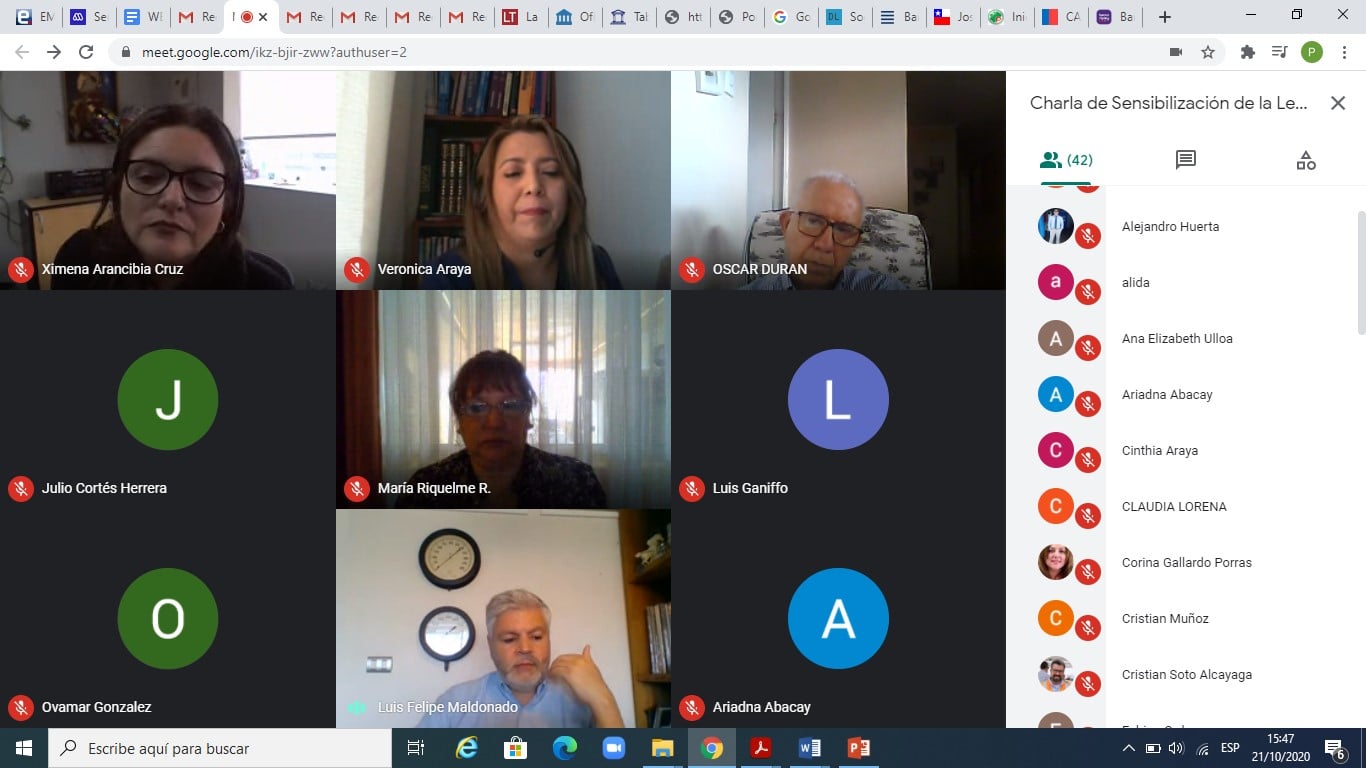 EM
Se
WE
Re
Re
Re
Re
Re
La
Of
Tal
htt
Po
Go
So
Ba
Jos
Inic
CA
Ba
meet.google.com/ikz-bjir-zww?authuser=2
P
Ximena Arancibia Cruz
Veronica Araya
OSCAR DURAN
J
Julio Cortés Herrera
María Riquelme R.
L
Luis Ganiffo
O
Ovamar Gonzalez
Luis Felipe Maldonado
A
Ariadna Abacay
Charla de Sensibilización de la Le...
(42)
Alejandro Huerta
a
alida
A
Ana Elizabeth Ulloa
A
Ariadna Abacay
C
Cinthia Araya
C
CLAUDIA LORENA
Corina Gallardo Porras
C
Cristian Muñoz
Cristian Soto Alcayaga
Escribe aquí para buscar
ESP
15:47
21/10/2020
6